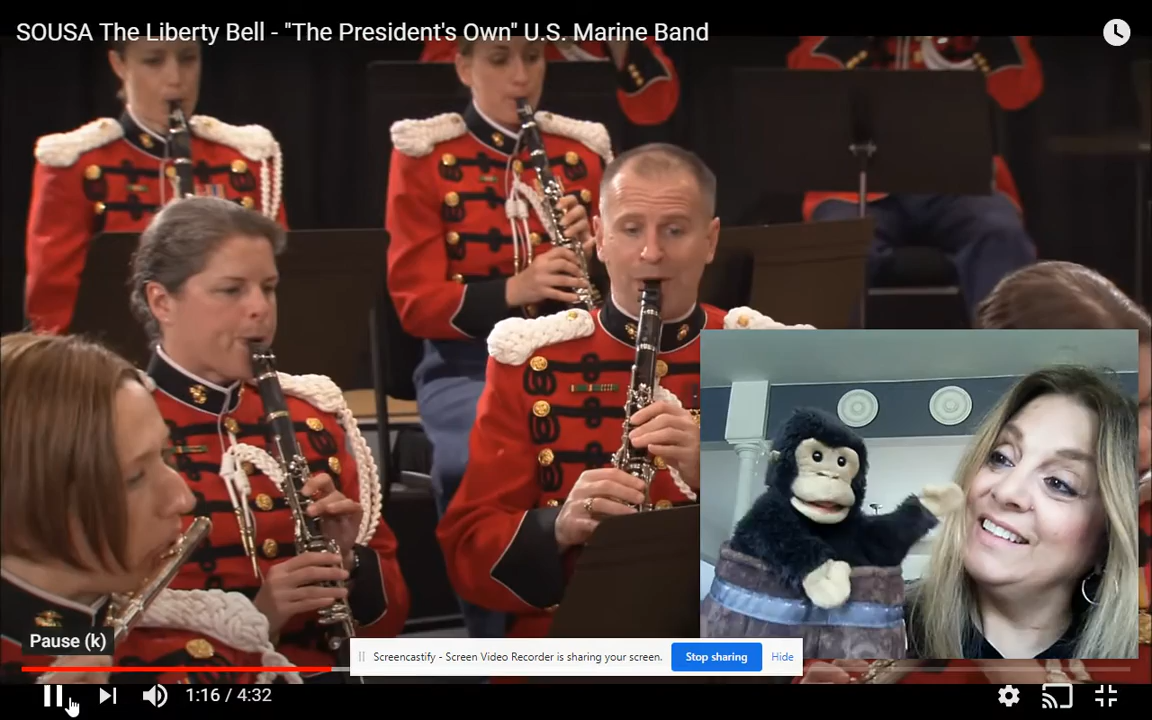 SOUSA The Liberty Bell - "The President's Own" U.S. Marine Band
Pause (k)
Screencastify - Screen Video Recorder is sharing your screen. Stop sharing Hide
1:16 / 4:32